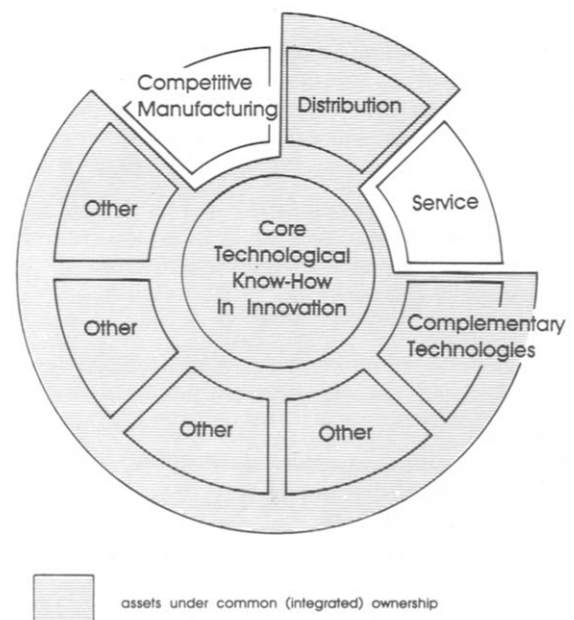 Competitive
Manufacturing
Distribution
Other
Core
Technological
Know-How
In Innovation
Service
Other
Complementary
Technologies
Other
Other
assets under common (integrated) ownership